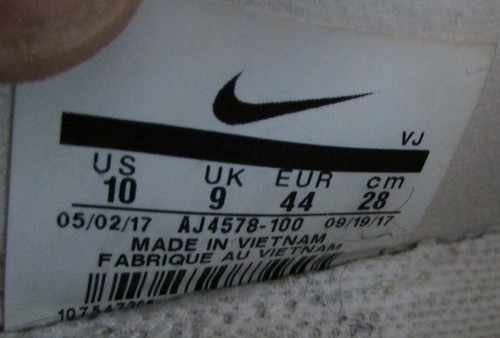 VJ
US UK EUR cm
10 9 44 28
05/02/17 AJ4578-100 09/19/17
MADE IN VIETNAM
FABRIQUE AU VIETNAM